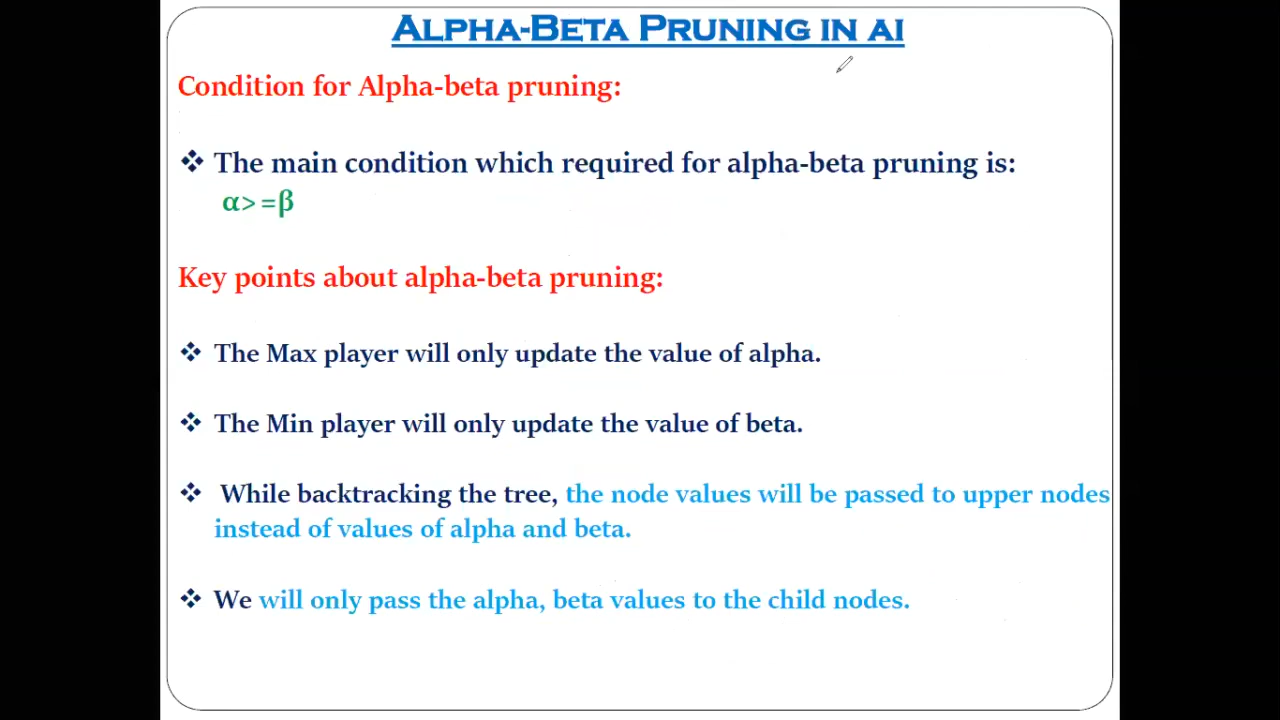 ALPHA-BETA PRUNING IN AI
Condition for Alpha-beta pruning:
❖ The main condition which required for alpha-beta pruning is:
α>=β
Key points about alpha-beta pruning:
❖ The Max player will only update the value of alpha.
❖ The Min player will only update the value of beta.
❖ While backtracking the tree, the node values will be passed to upper nodes
instead of values of alpha and beta.
❖ We will only pass the alpha, beta values to the child nodes.